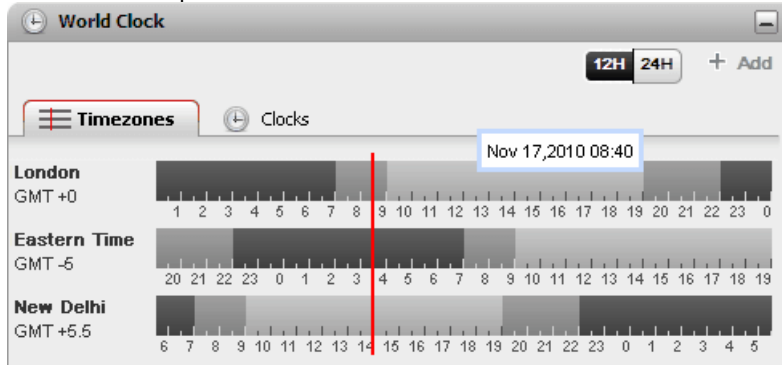 World Clock
12H 24H + Add
Timezones Clocks
Nov 17,2010 08:40
London
GMT +0
1 2 3 4 5 6 7 8 9 10 11 12 13 14 15 16 17 18 19 20 21 22 23 0
Eastern Time
GMT -5
20 21 22 23 0 1 2 3 4 5 6 7 8 9 10 11 12 13 14 15 16 17 18 19
New Delhi
GMT +5.5
6 7 8 9 10 11 12 13 14 15 16 17 18 19 20 21 22 23 0 1 2 3 4 5